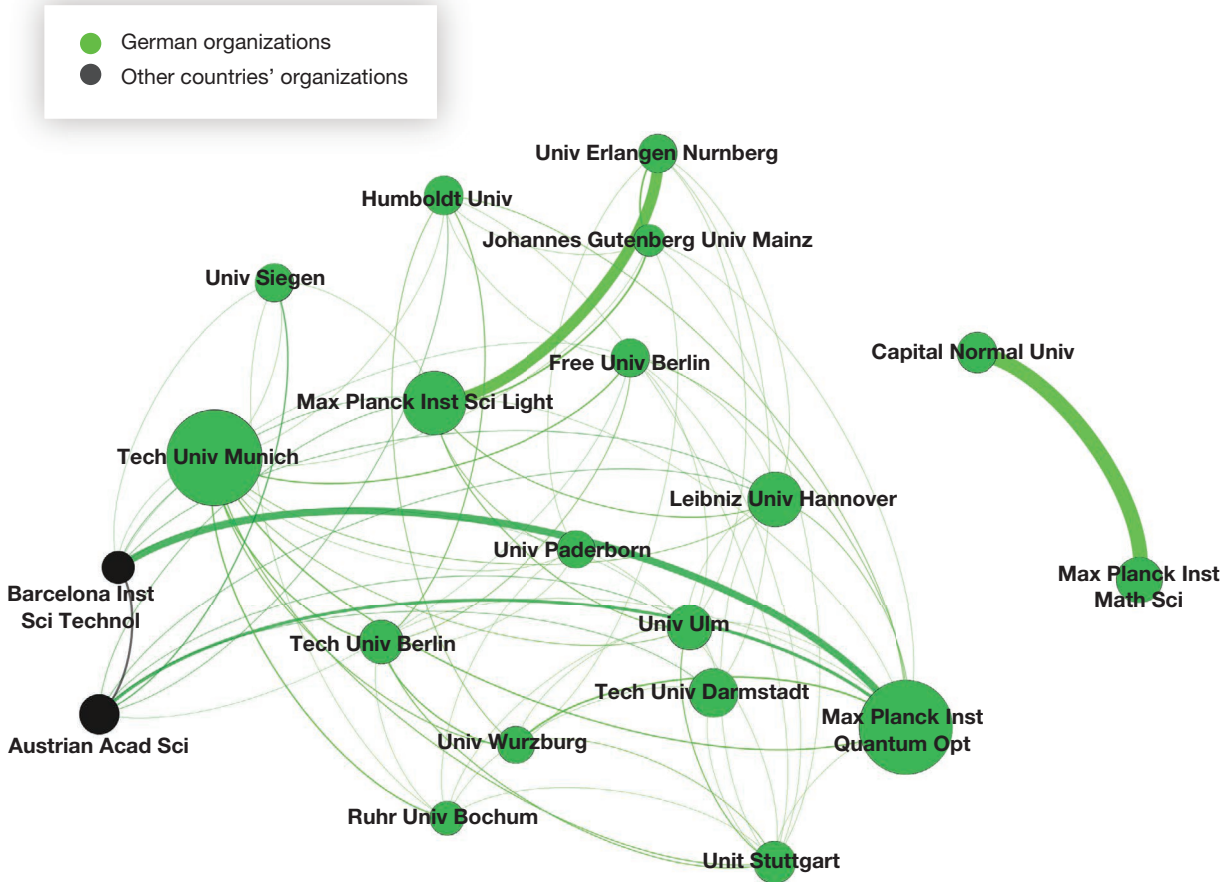 German organizations
Other countries’ organizations
Univ Erlangen Nurnberg
Humboldt Univ
Johannes Gutenberg Univ Mainz
Univ Siegen
Capital Normal Univ
Free Univ Berlin
Max Planck Inst Sci Light
Tech Univ Munich
Leibniz Univ Hannover
Univ Paderborn
Max Planck Inst
Math Sci
Barcelona Inst
Sci Technol
Univ Ulm
Tech Univ Berlin
Tech Univ Darmstadt
Max Planck Inst
Quantum Opt
Austrian Acad Sci
Univ Wurzburg
Ruhr Univ Bochum
Unit Stuttgart